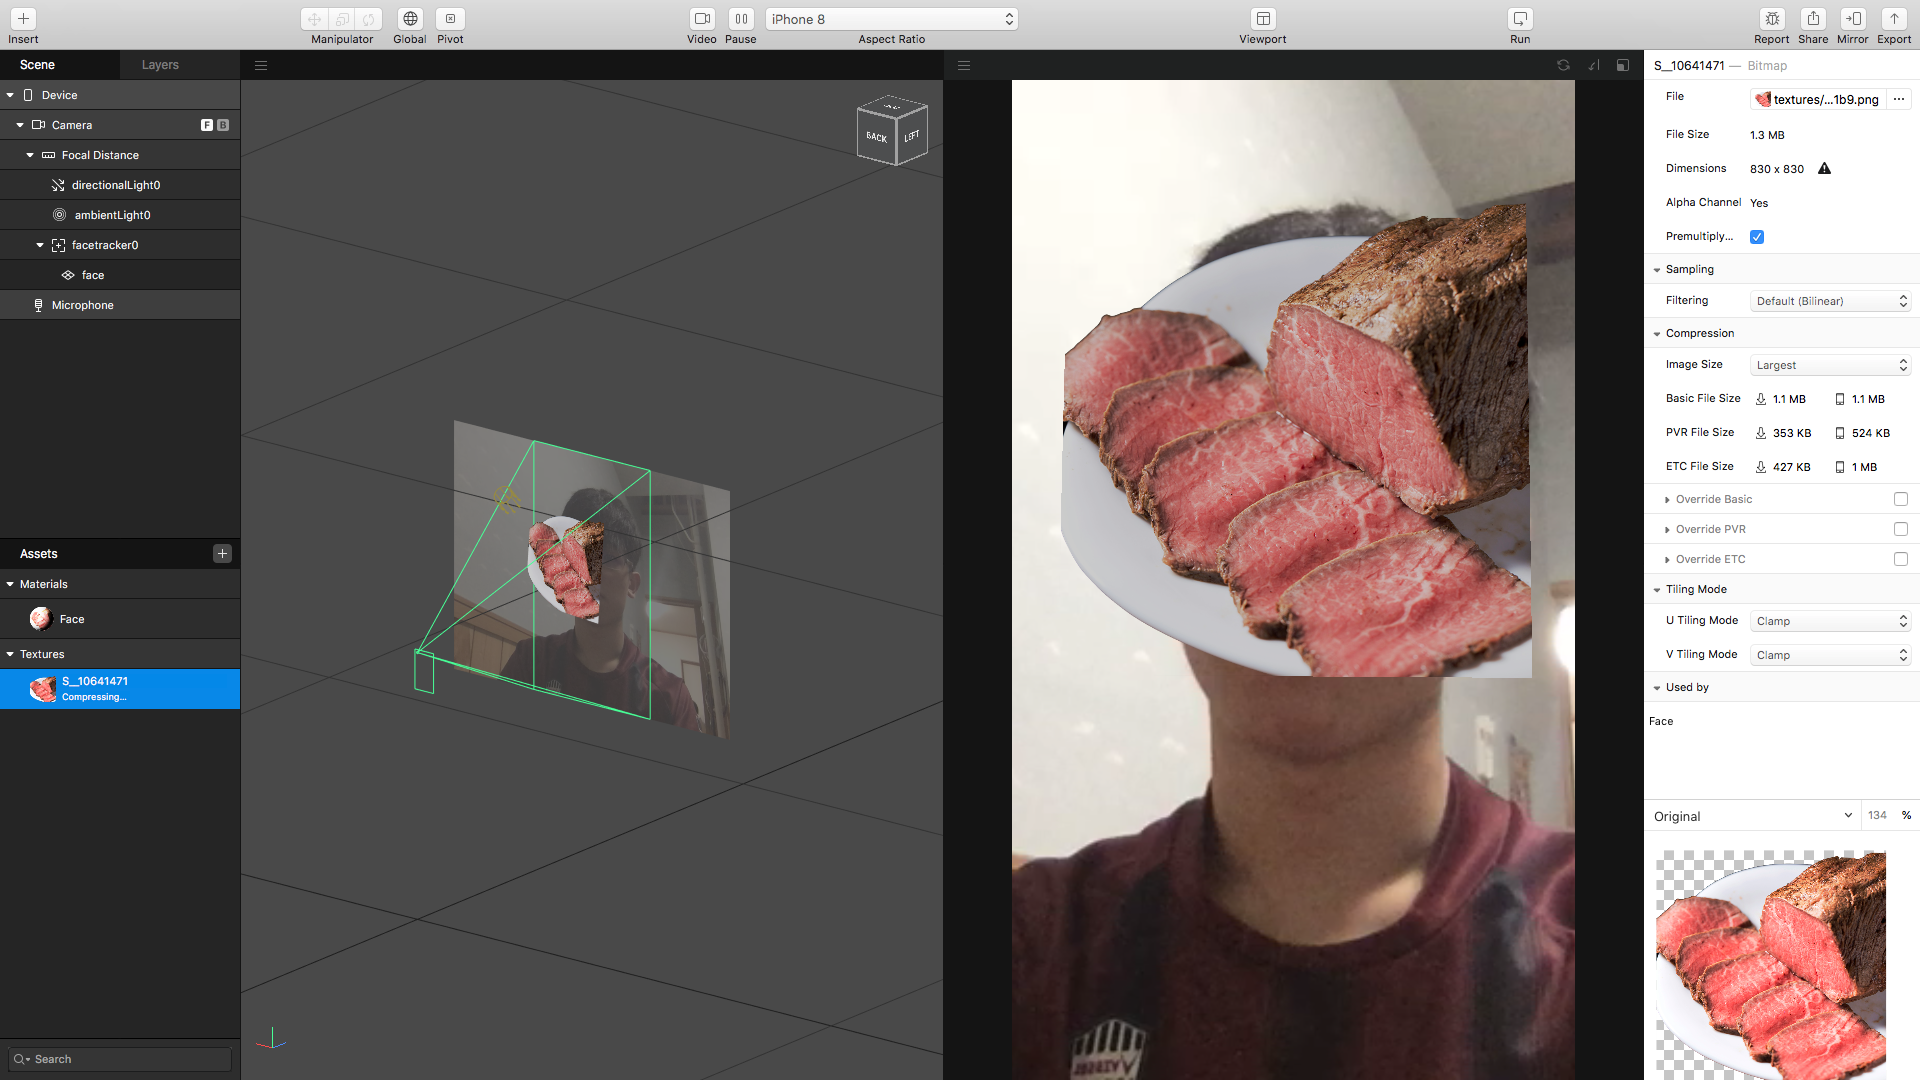 Insert
Manipulator
Global
Pivot
Video
Pause
iPhone 8
Aspect Ratio
Viewport
Run
Report
Share
Mirror
Export
Scene
Layers
Device
Camera
F
B
Focal Distance
directionalLight0
ambientLight0
facetracker0
face
Microphone
Assets
Materials
Face
Textures
S__10641471
Compressing...
Search
BACK
LEFT
S__10641471 — Bitmap
File
textures/...1b9.png
File Size
1.3 MB
Dimensions
830 x 830
Alpha Channel
Yes
Premultiply...
Sampling
Filtering
Default (Bilinear)
Compression
Image Size
Largest
Basic File Size
1.1 MB
1.1 MB
PVR File Size
353 KB
524 KB
ETC File Size
427 KB
1 MB
Override Basic
Override PVR
Override ETC
Tiling Mode
U Tiling Mode
Clamp
V Tiling Mode
Clamp
Used by
Face
Original
134
%